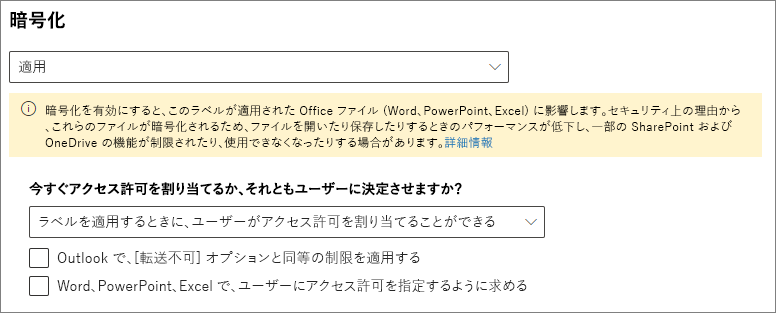 暗号化
適用
暗号化を有効にすると、このラベルが適用された Office ファイル (Word、PowerPoint、Excel) に影響します。セキュリティ上の理由から
、これらのファイルが暗号化されるため、ファイルを開いたり保存したりするときのパフォーマンスが低下し、一部の SharePoint および
OneDrive の機能が制限されたり、使用できなくなったりする場合があります。詳細情報
今すぐアクセス許可を割り当てるか、それともユーザーに決定させますか?
ラベルを適用するときに、ユーザーがアクセス許可を割り当てることができる
Outlook で、[転送不可] オプションと同等の制限を適用する
Word、PowerPoint、Excel で、ユーザーにアクセス許可を指定するように求める